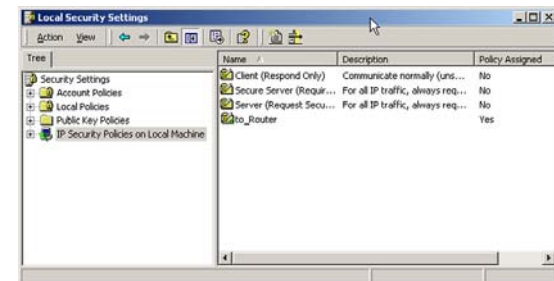 Local Security Settings
Action View
Tree
Security Settings
Account Policies
Local Policies
Public Key Policies
IP Security Policies on Local Machine
Name Description Policy Assigned
Client (Respond Only) Communicate normally (uns... No
Secure Server (Requir... For all IP traffic, always req... No
Server (Request Secu... For all IP traffic, always req... No
to_Router Yes